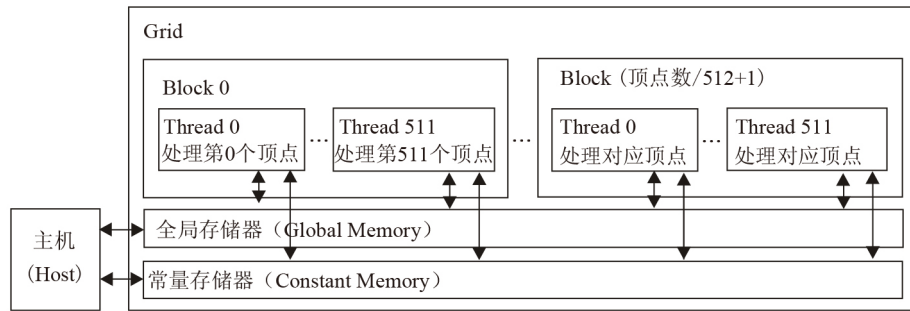 Grid
Block 0
Thread 0
处理第0个顶点
…
Thread 511
处理第511个顶点
…
Block (顶点数/512+1)
Thread 0
处理对应顶点
…
Thread 511
处理对应顶点
主机
(Host)
全局存储器（Global Memory）
常量存储器（Constant Memory）